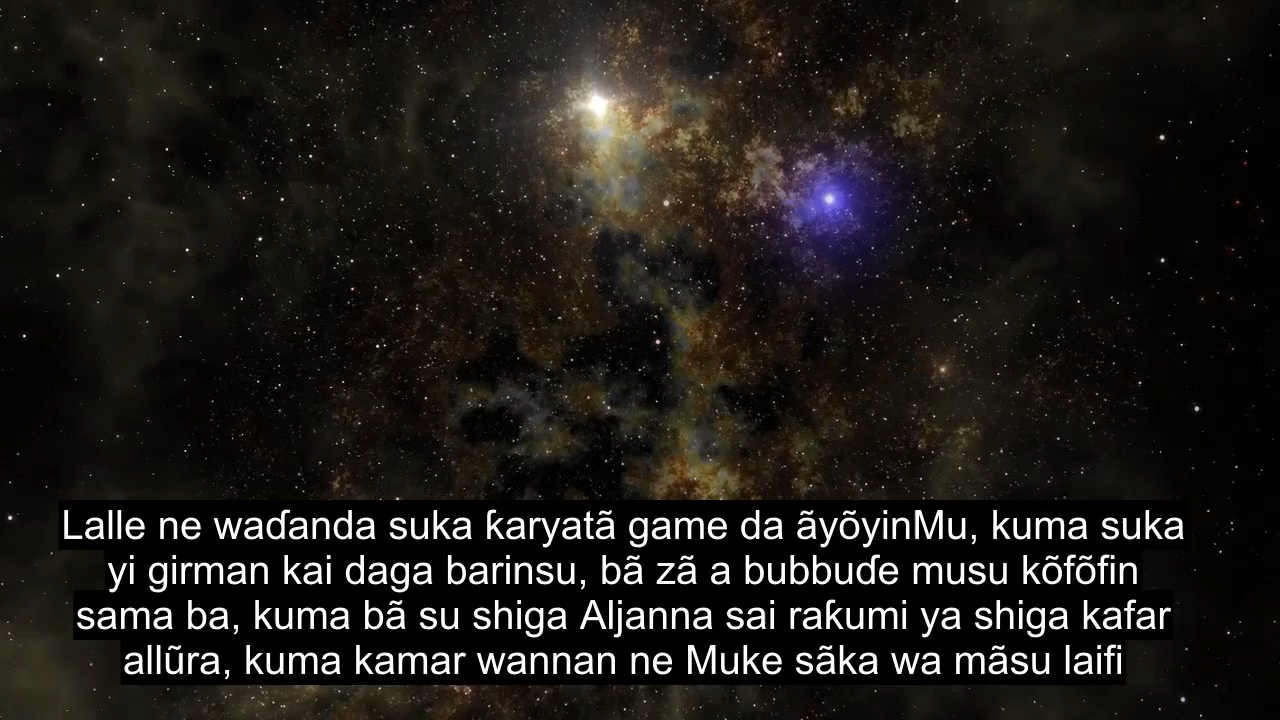 Lalle ne waɗanda suka ƙaryatã game da ãyõyinMu, kuma suka
yi girman kai daga barinsu, bã zã a bubbuɗe musu kõfõfin
sama ba, kuma bã su shiga Aljanna sai raƙumi ya shiga kafar
allũra, kuma kamar wannan ne Muke sãka wa mãsu laifi